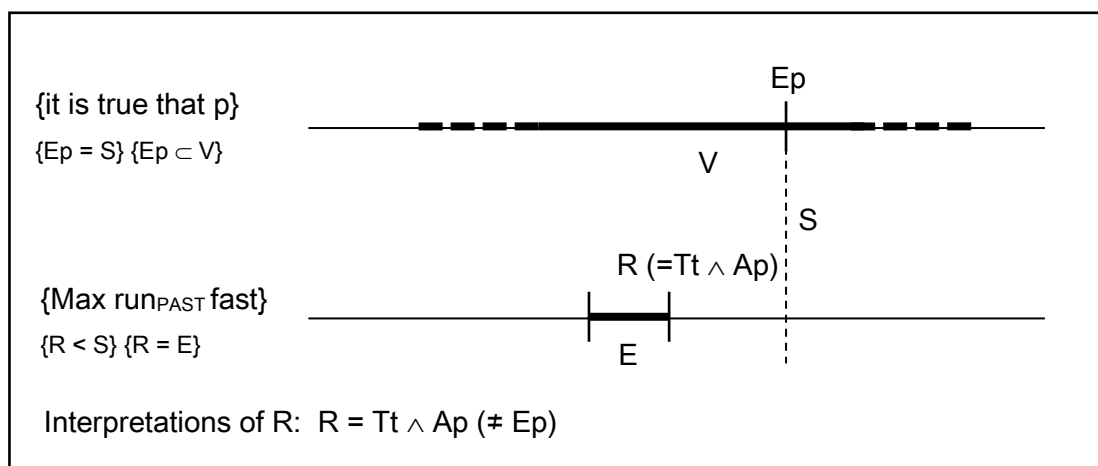 Ep
{it is true that p}
{Ep = S} {Ep ⊂ V}
V
S
R (=Tt ∧ Ap)
{Max runPAST fast}
{R < S} {R = E}
E
Interpretations of R: R = Tt ∧ Ap (≠ Ep)